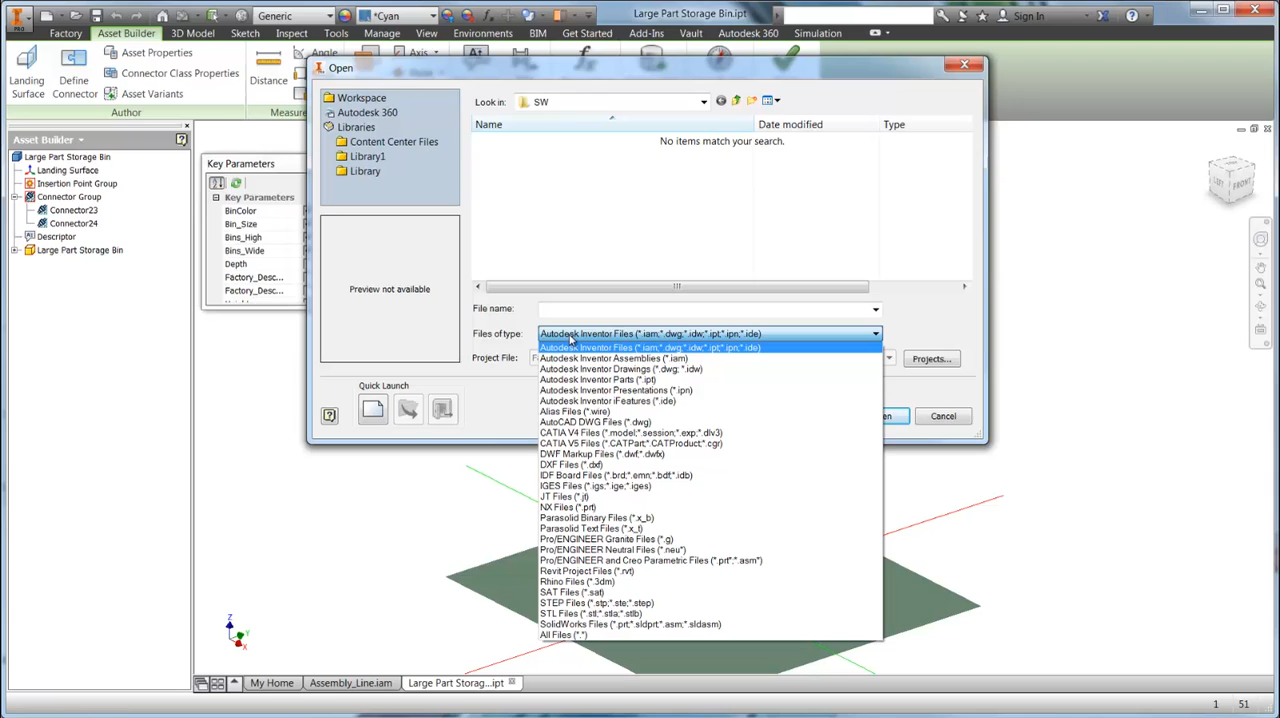 PRO
Generic
*Cyan
Large Part Storage Bin.ipt
Sign In
Factory
Asset Builder
3D Model
Sketch
Inspect
Tools
Manage
View
Environments
BIM
Get Started
Add-Ins
Vault
Autodesk 360
Simulation
Landing
Surface
Define
Connector
Asset Properties
Connector Class Properties
Asset Variants
Author
Distance
Angle
Axis
Measure
Asset Builder
Large Part Storage Bin
Landing Surface
Insertion Point Group
Connector Group
Connector23
Connector24
Descriptor
Large Part Storage Bin
Key Parameters
Key Parameters
BinColor
Bin_Size
Bins_High
Bins_Wide
Depth
Factory_Desc...
Factory_Desc...
Open
Workspace
Autodesk 360
Libraries
Content Center Files
Library1
Library
Look in:
SW
Name
Date modified
Type
No items match your search.
Preview not available
File name:
Files of type:
Autodesk Inventor Files (*.iam;*.dwg;*.idw;*.ipt;*.ipn;*.ide)
Project File:
Projects...
Quick Launch
Cancel
Autodesk Inventor Files (*.iam;*.dwg;*.idw;*.ipt;*.ipn;*.ide)
Autodesk Inventor Assemblies (*.iam)
Autodesk Inventor Drawings (*.dwg; *.idw)
Autodesk Inventor Parts (*.ipt)
Autodesk Inventor Presentations (*.ipn)
Autodesk Inventor iFeatures (*.ide)
Alias Files (*.wire)
AutoCAD DWG Files (*.dwg)
CATIA V4 Files (*.model;*.session;*.exp;*.dlv3)
CATIA V5 Files (*.CATPart;*.CATProduct;*.cgr)
DWF Markup Files (*.dwf;*.dwfx)
DXF Files (*.dxf)
IDF Board Files (*.brd;*.emn;*.bdf;*.idb)
IGES Files (*.igs;*.ige;*.iges)
JT Files (*.jt)
NX Files (*.prt)
Parasolid Binary Files (*.x_b)
Parasolid Text Files (*.x_t)
Pro/ENGINEER Granite Files (*.g)
Pro/ENGINEER Neutral Files (*.neu*)
Pro/ENGINEER and Creo Parametric Files (*.prt*;*.asm*)
Revit Project Files (*.rvt)
Rhino Files (*.3dm)
SAT Files (*.sat)
STEP Files (*.stp;*.ste;*.step)
STL Files (*.stl;*.stla;*.stlb)
SolidWorks Files (*.prt;*.sldprt;*.asm;*.sldasm)
All Files (*.*)
FRONT
Z
Y
X
My Home
Assembly_Line.iam
Large Part Storag...ipt
1
51